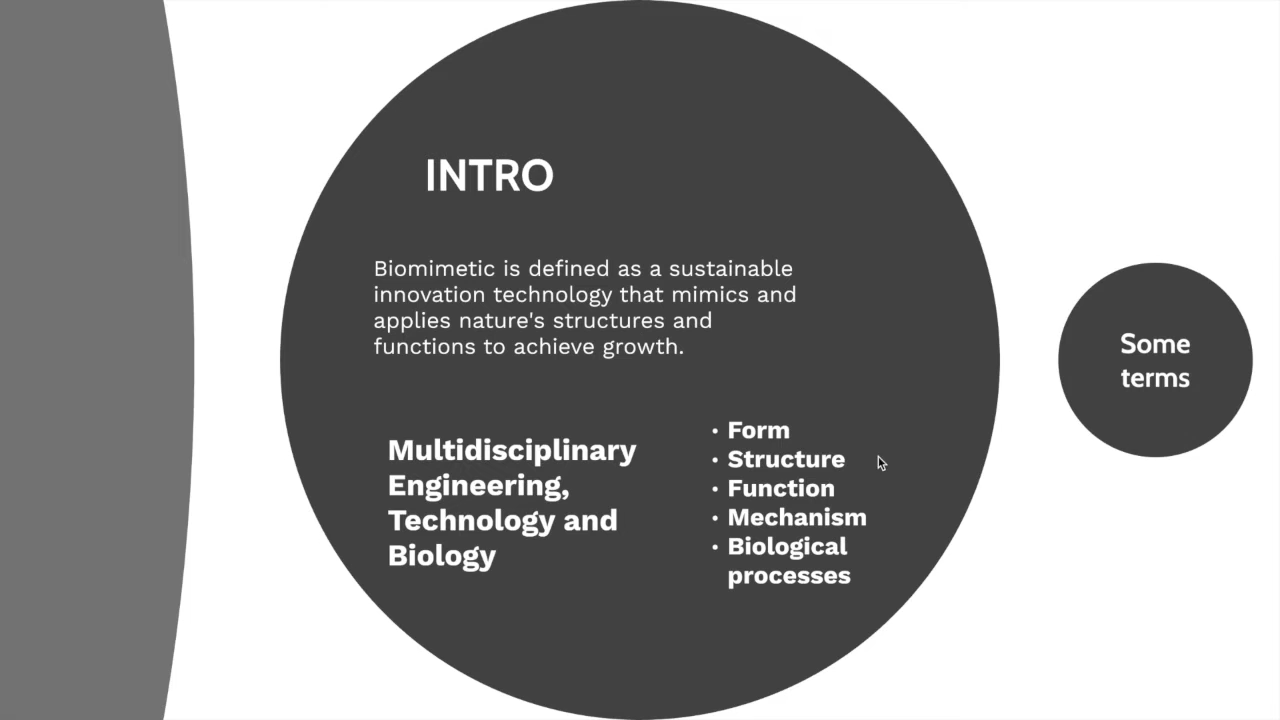 INTRO
Biomimetic is defined as a sustainable
innovation technology that mimics and
applies nature's structures and
functions to achieve growth.
Multidisciplinary
Engineering,
Technology and
Biology
• Form
• Structure
• Function
• Mechanism
• Biological
processes
Some
terms